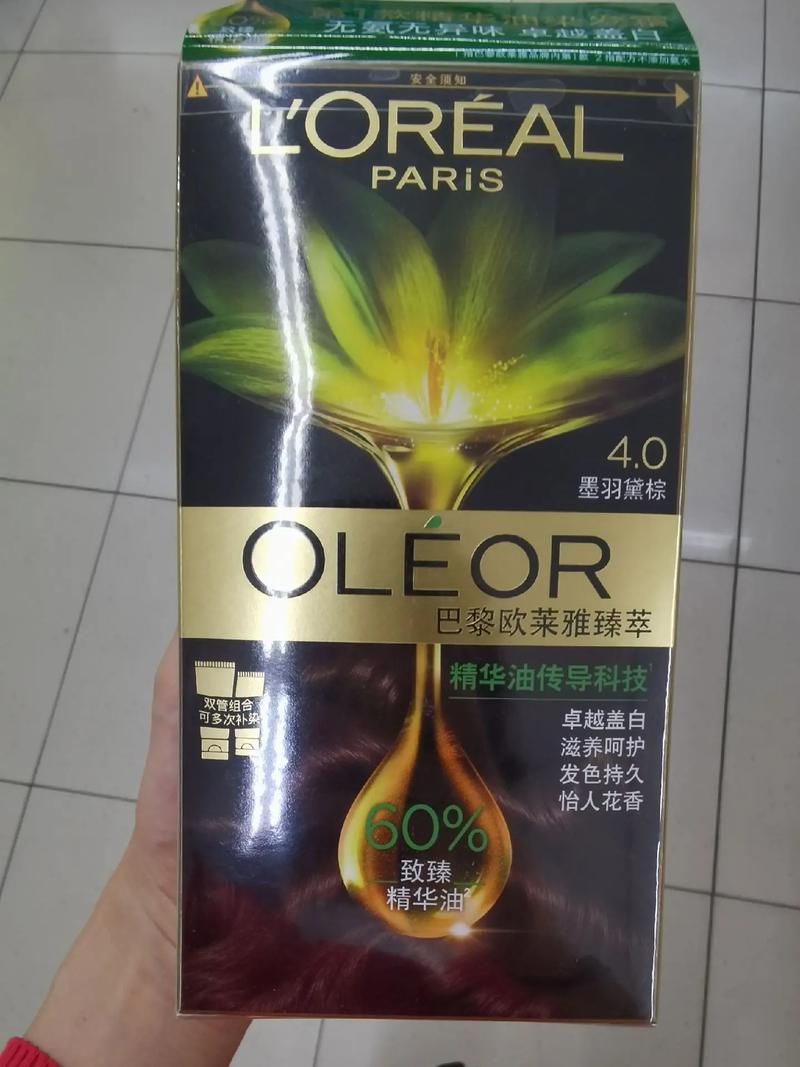 无氨无异味 卓越盖白
安全须知
L'ORÉAL
PARiS
4.0
墨羽黛棕
OLÉOR
巴黎欧莱雅臻萃
精华油传导科技¹
双管组合
可多次补染
卓越盖白
滋养呵护
发色持久
怡人花香
60%
致臻
精华油²